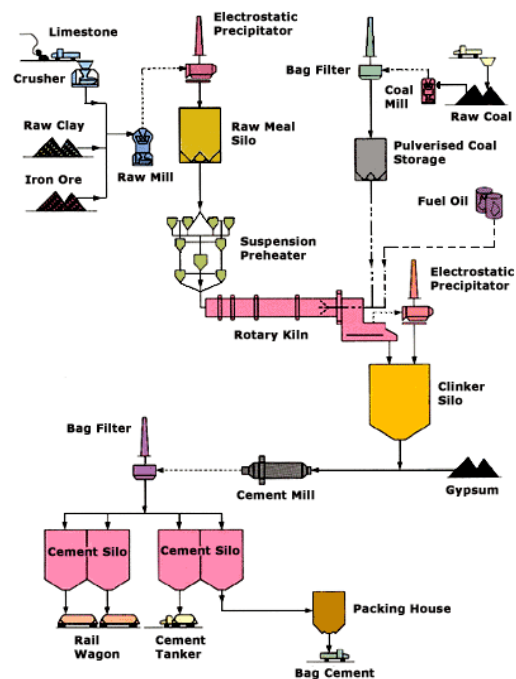 Electrostatic
Precipitator
Limestone
Crusher
Bag Filter
Coal
Mill
Raw Coal
Raw Clay
Raw Meal
Silo
Pulverised Coal
Storage
Iron Ore
Raw Mill
Fuel Oil
Suspension
Preheater
Electrostatic
Precipitator
Rotary Kiln
Clinker
Silo
Bag Filter
Cement Mill
Gypsum
Cement Silo
Cement Silo
Packing House
Rail
Wagon
Cement
Tanker
Bag Cement